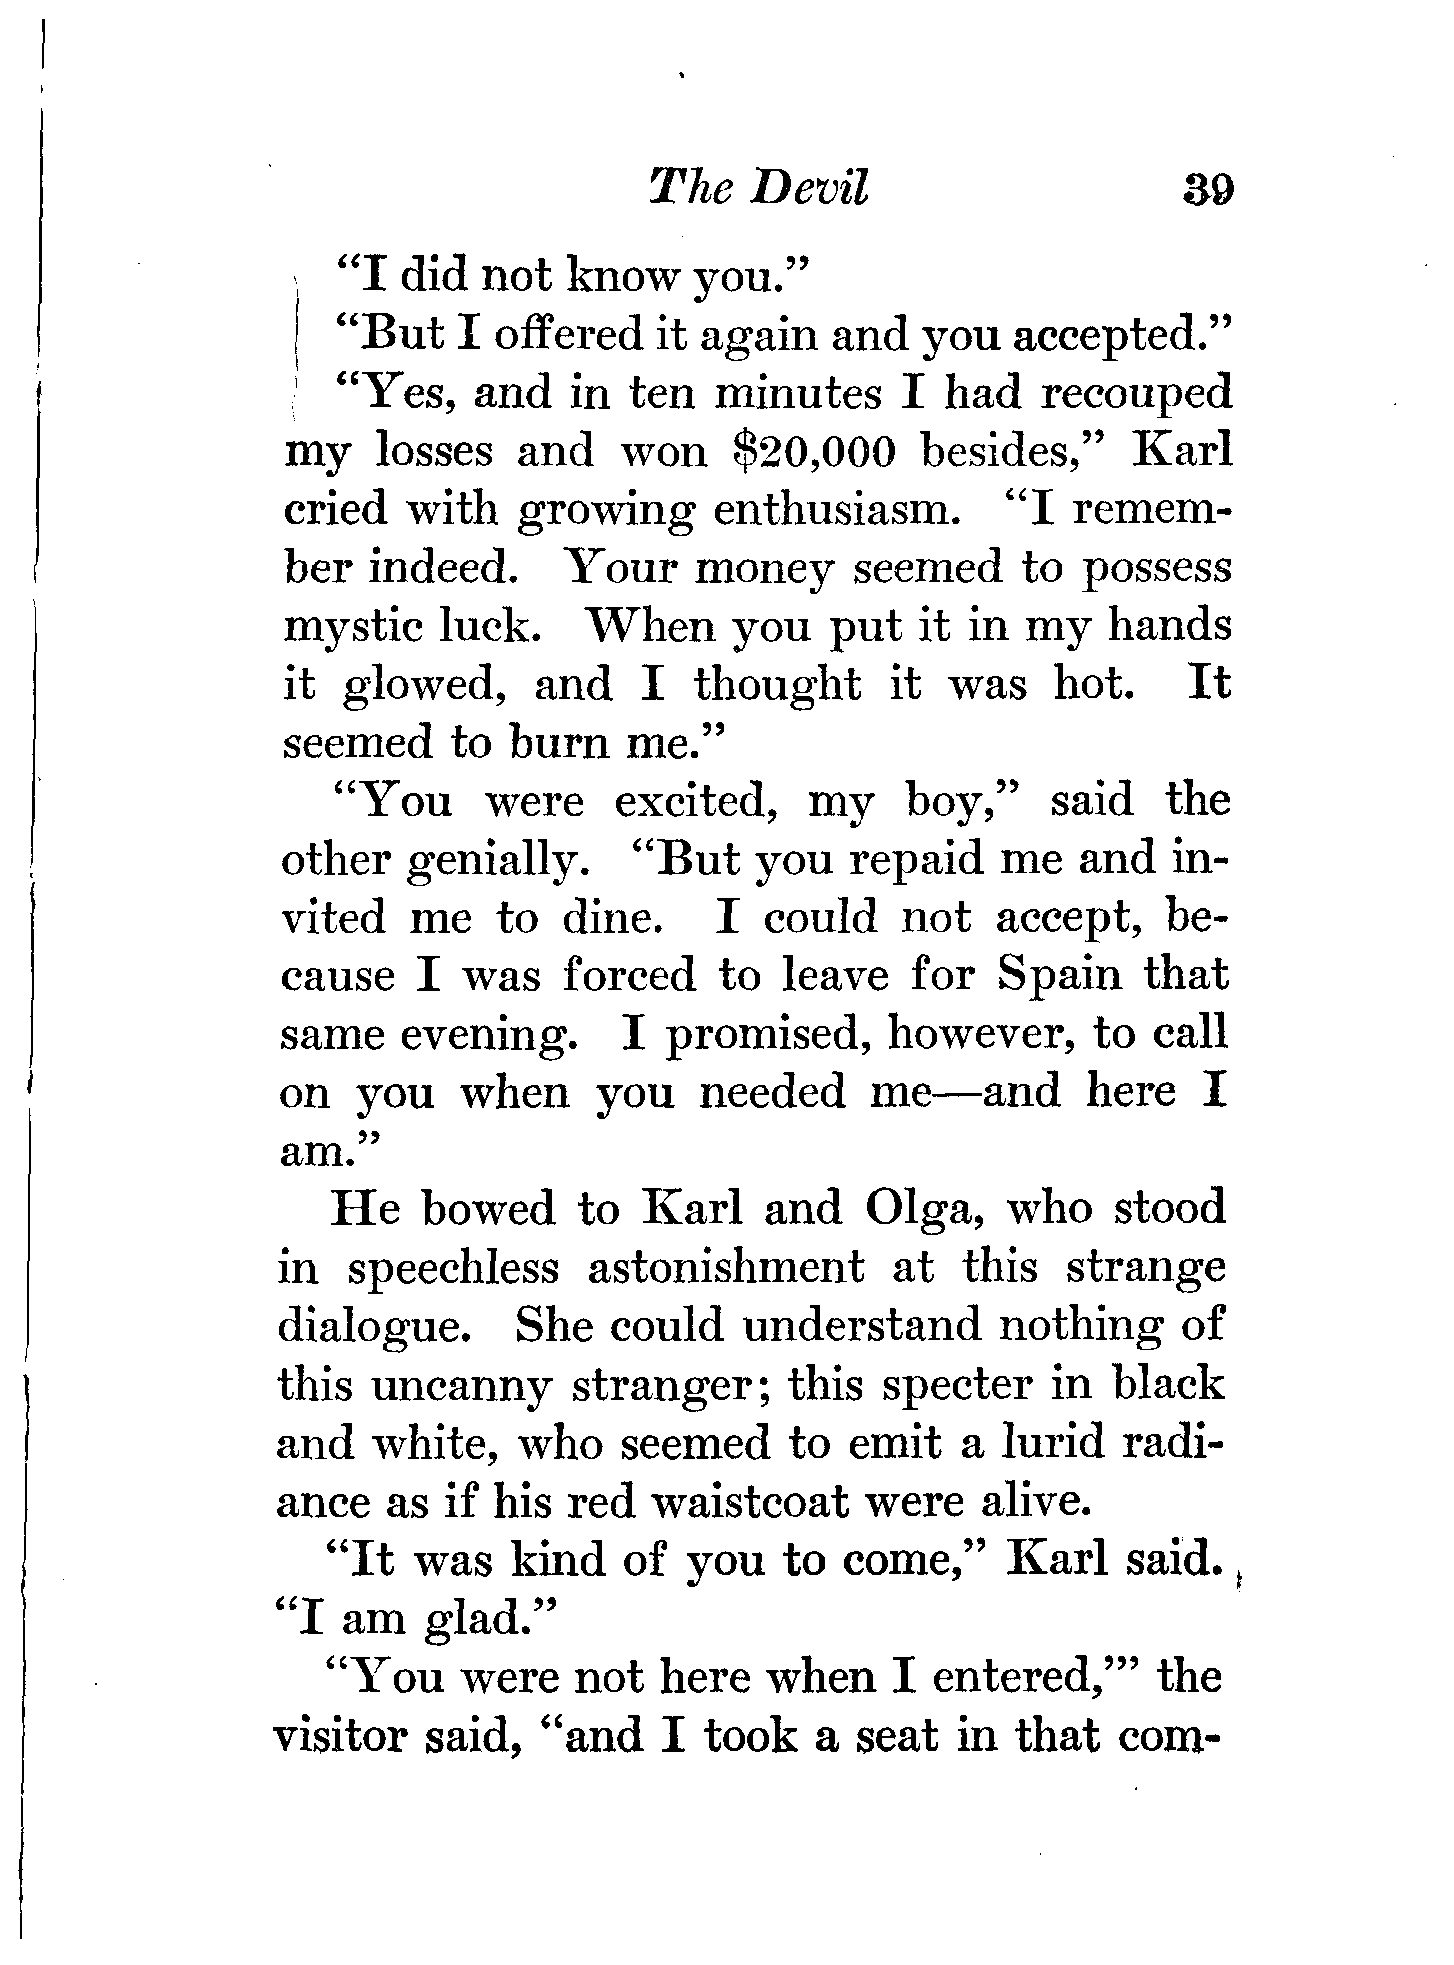 The Devil 39
“I did not know you.”
“But I offered it again and you accepted.”
“Yes, and in ten minutes I had recouped
my losses and won $20,000 besides,” Karl
cried with growing enthusiasm. “I remem-
ber indeed. Your money seemed to possess
mystic luck. When you put it in my hands
it glowed, and I thought it was hot. It
seemed to burn me.”
“You were excited, my boy,” said the
other genially. “But you repaid me and in-
vited me to dine. I could not accept, be-
cause I was forced to leave for Spain that
same evening. I promised, however, to call
on you when you needed me—and here I
am.”
He bowed to Karl and Olga, who stood
in speechless astonishment at this strange
dialogue. She could understand nothing of
this uncanny stranger; this specter in black
and white, who seemed to emit a lurid radi-
ance as if his red waistcoat were alive.
“It was kind of you to come,” Karl said.
“I am glad.”
“You were not here when I entered,’” the
visitor said, “and I took a seat in that com-